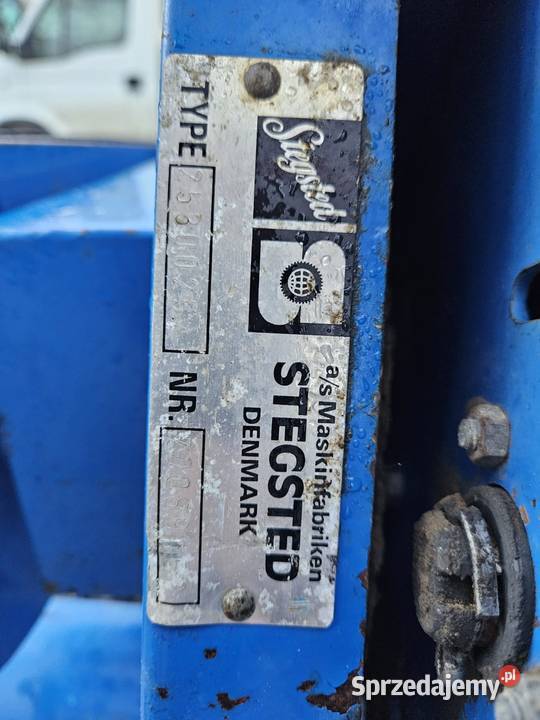 Stegsted
a/s Maskinfabriken
STEGSTED
DENMARK
TYPE
NR.
Sprzedajemy.pl